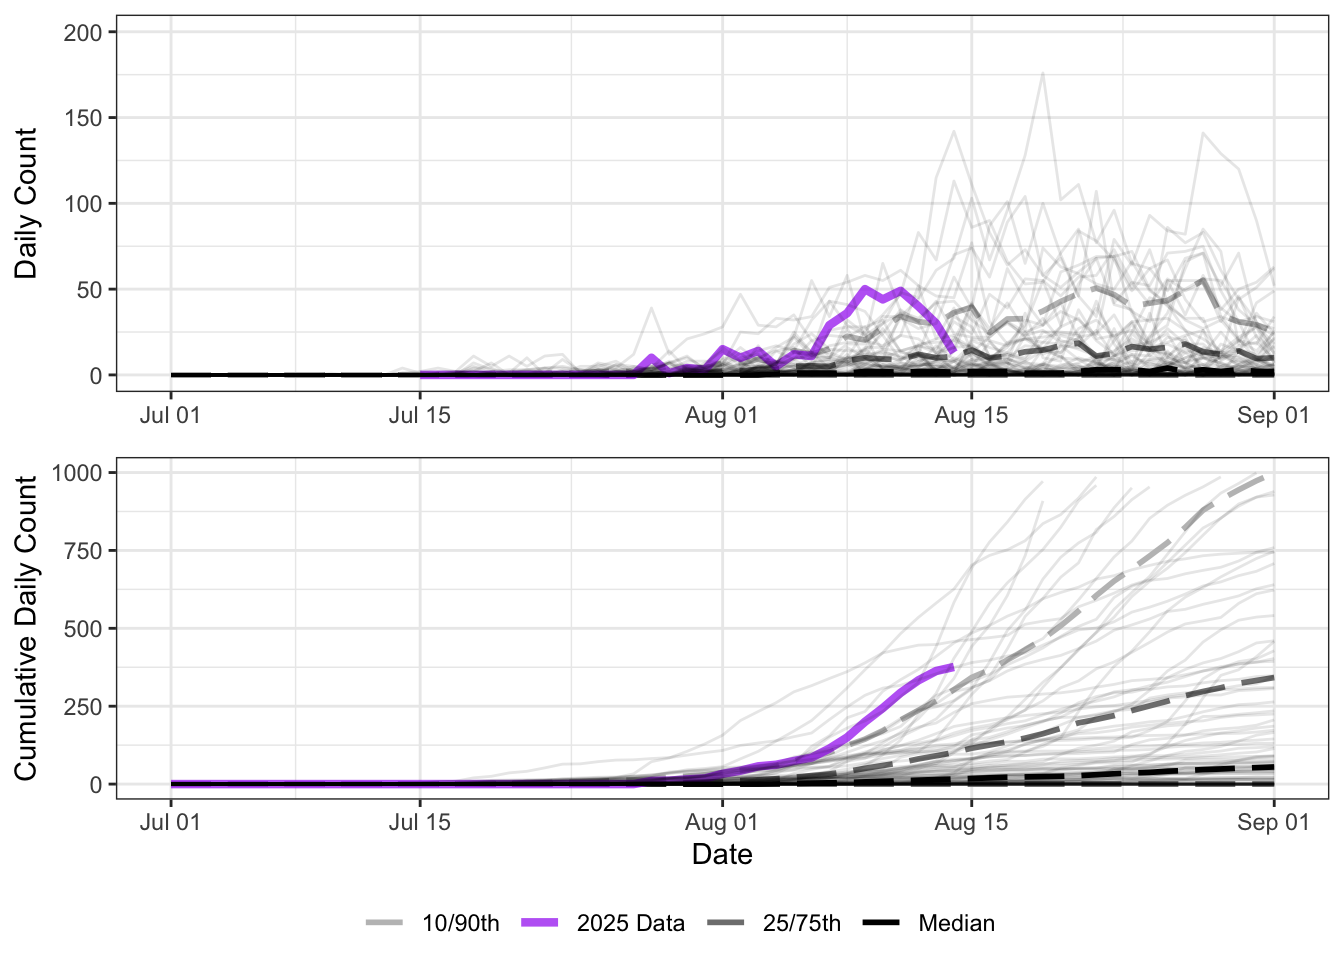 200
150
100
50
0
Daily Count
Jul 01 Jul 15 Aug 01 Aug 15 Sep 01
1000
750
500
250
0
Cumulative Daily Count
Jul 01 Jul 15 Aug 01 Aug 15 Sep 01
Date
10/90th 2025 Data 25/75th Median